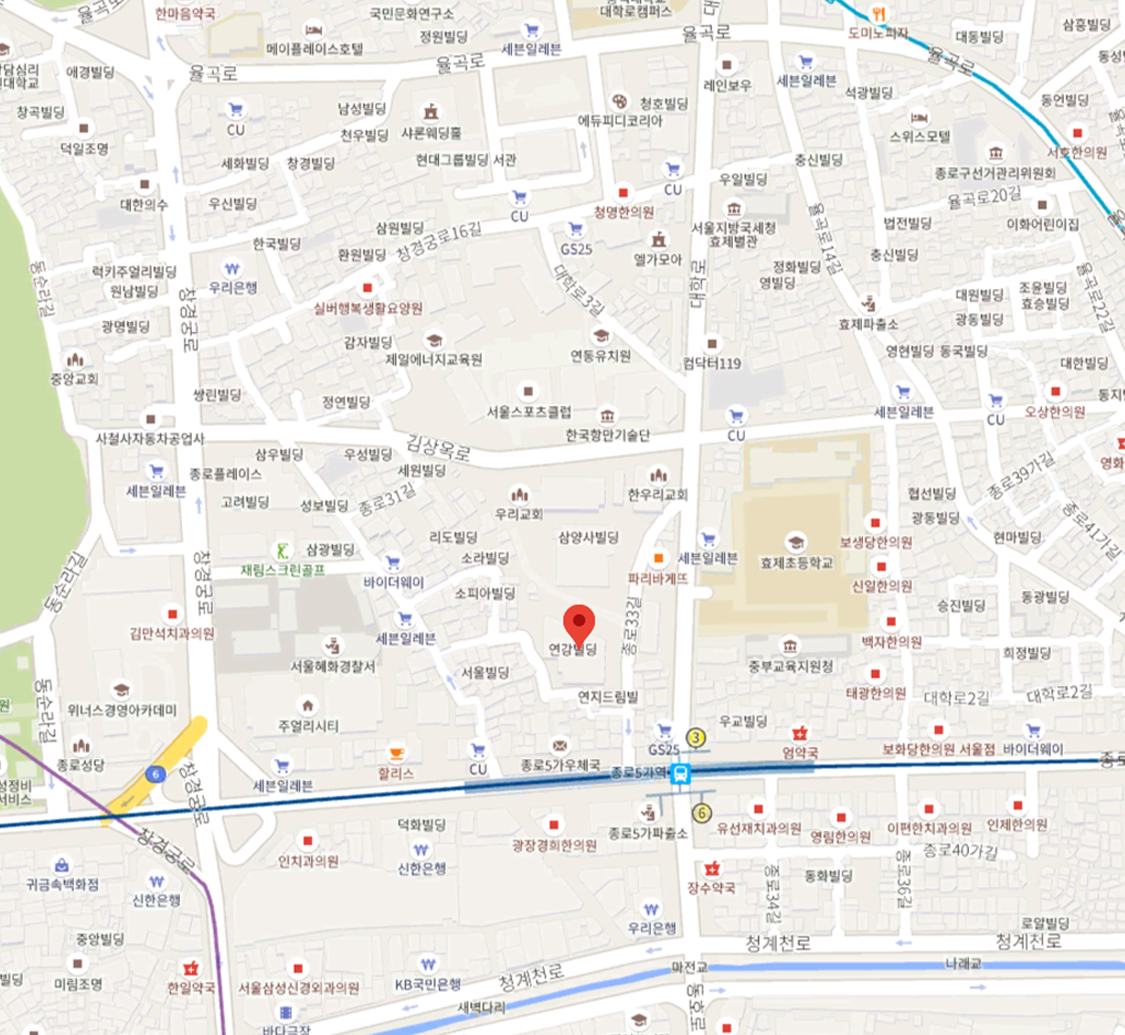 율곡로
한마음약국
국민문화연구소
대학로캠퍼스
도미노피자
삼흥빌딩
메이플레이스호텔
정원빌딩
세븐일레븐
율곡로
대동빌딩
율곡로
애경빌딩
율곡로
율곡로
레인보우
세븐일레븐
석광빌딩
동언빌딩
창곡빌딩
CU
남성빌딩
샤론웨딩홀
청호빌딩
에듀피디코리아
스위스모텔
서호한의원
덕일조명
천우빌딩
세화빌딩
창경빌딩
현대그룹빌딩 서관
충신빌딩
종로구선거관리위원회
대한의수
우신빌딩
CU
CU
청명한의원
우일빌딩
율곡로20길
이화어린이집
삼원빌딩
창경궁로16길
GS25
서울지방국세청
효제별관
율곡로14길
법전빌딩
한국빌딩
환원빌딩
엘가모아
충신빌딩
럭키주얼리빌딩
원남빌딩
우리은행
실버행복생활요양원
대학로3길
대학로
정화빌딩
영빌딩
대원빌딩
조윤빌딩
효승빌딩
율곡로22길
돈순라길
창경궁로
광명빌딩
감자빌딩
제일에너지교육원
연동유치원
컴닥터119
효제파출소
광동빌딩
영현빌딩
동국빌딩
대한빌딩
중앙교회
쌍린빌딩
정연빌딩
서울스포츠클럽
한국항만기술단
CU
세븐일레븐
CU
오상한의원
사철사자동차공업사
김상옥로
삼우빌딩
우성빌딩
세원빌딩
세븐일레븐
종로플레이스
고려빌딩
성보빌딩
종로31길
우리교회
한우리교회
협선빌딩
종로39가길
광동빌딩
종로41가길
리도빌딩
삼양사빌딩
세븐일레븐
보생당한의원
현마빌딩
삼광빌딩
재림스크린골프
소라빌딩
바이더웨이
파리바게뜨
효제초등학교
신일한의원
창경궁로
돈순라길
소피아빌딩
승진빌딩
동광빌딩
김만석치과의원
세븐일레븐
종로33길
백자한의원
서울혜화경찰서
연강빌딩
중부교육지원청
희정빌딩
서울빌딩
태광한의원
대학로2길
대학로2길
돈순라길
위너스경영아카데미
연지드림빌
주얼리시티
우교빌딩
3
GS25
엄약국
보화당한의원 서울점
바이더웨이
종로성당
6
창경궁로
세븐일레븐
할리스
CU
종로5가우체국
종로5가역
6
종로5가파출소
유선재치과의원
영림한의원
이편한치과의원
인제한의원
창경궁로
덕화빌딩
인치과의원
신한은행
광장경희한의원
종로40가길
귀금속백화점
신한은행
장수약국
종로34길
동화빌딩
종로36길
우리은행
로얄빌딩
중앙빌딩
청계천로
청계천로
미림조명
한일약국
서울삼성신경외과의원
KB국민은행
청계천로
마전교
나래교
새벽다리
동호로
바다극장